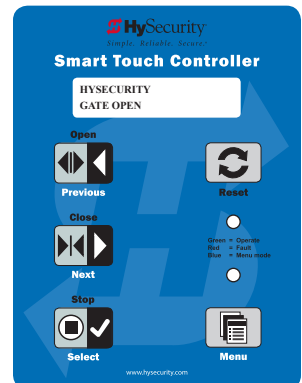 HySecurity
Simple. Reliable. Secure.
Smart Touch Controller
HYSECURITY
GATE OPEN
Open
Previous
Reset
Close
Next
Green = Operate
Red = Fault
Blue = Menu mode
Stop
Select
Menu
www.hysecurity.com